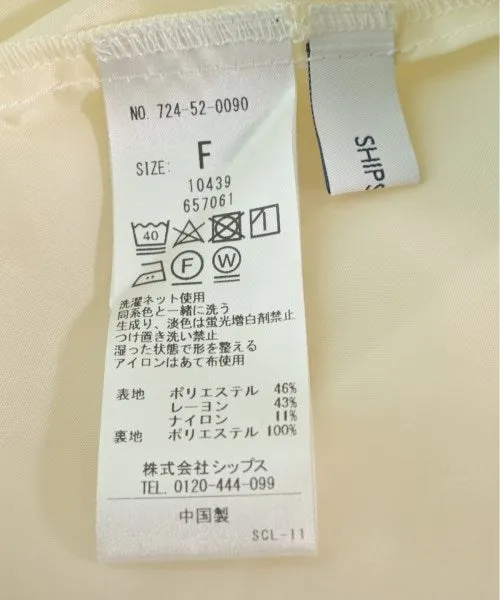 NO. 724-52-0090
SIZE: F
10439
657061
40
F
W
洗濯ネット使用
同系色と一緒に洗う
生成り、淡色は蛍光増白剤禁止
つけ置き洗い禁止
湿った状態で形を整える
アイロンはあて布使用
表地 ポリエステル 46%
レーヨン 43%
ナイロン 11%
裏地 ポリエステル 100%
株式会社シップス
TEL. 0120-444-099
中国製
SCL-11
SHIPS